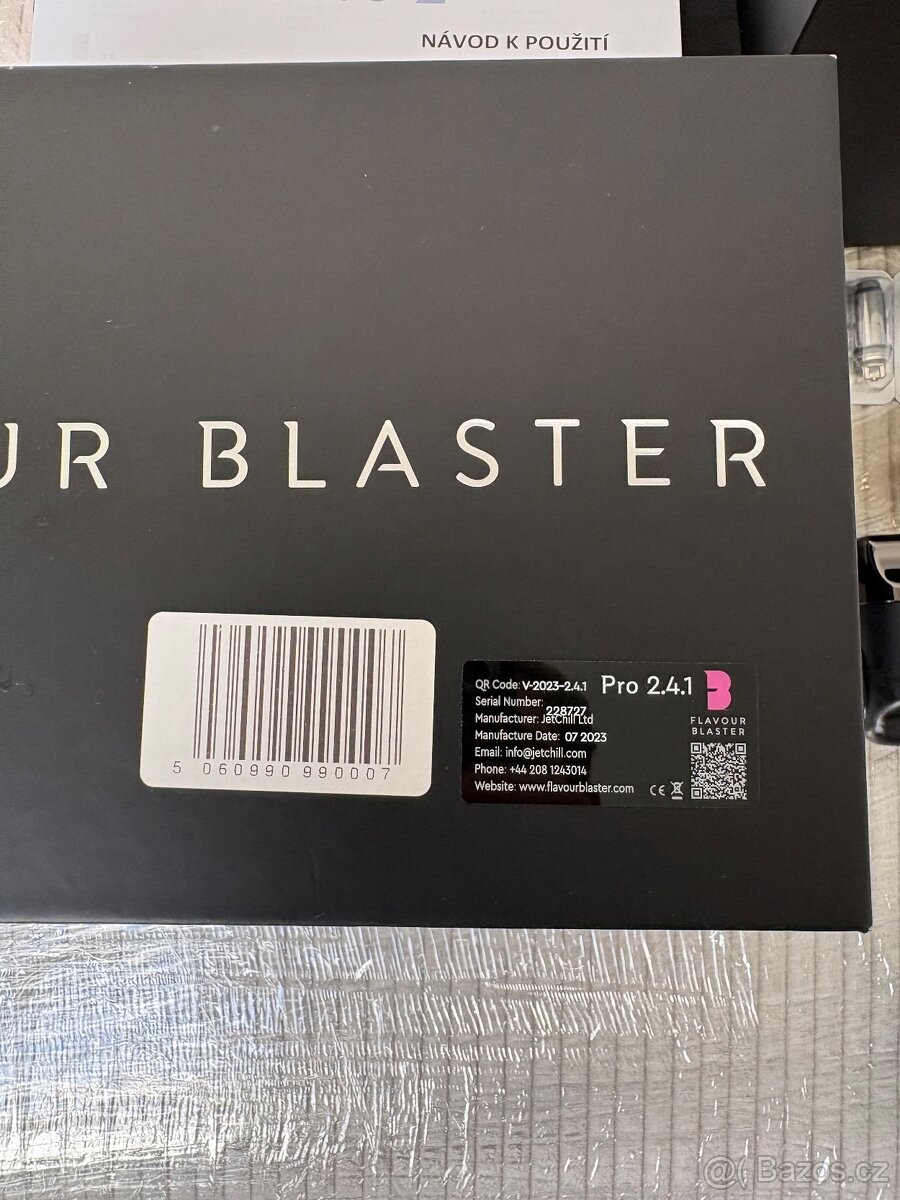 NÁVOD K POUŽITÍ
UR BLASTER
5 060990 990007
QR Code: V-2023-2.4.1 Pro 2.4.1
Serial Number: 228727
Manufacturer: JetChill Ltd
Manufacture Date: 07 2023
Email: info@jetchill.com
Phone: +44 208 1243014
Website: www.flavourblaster.com
CE
B
FLAVOUR
BLASTER
@ Bazos.cz